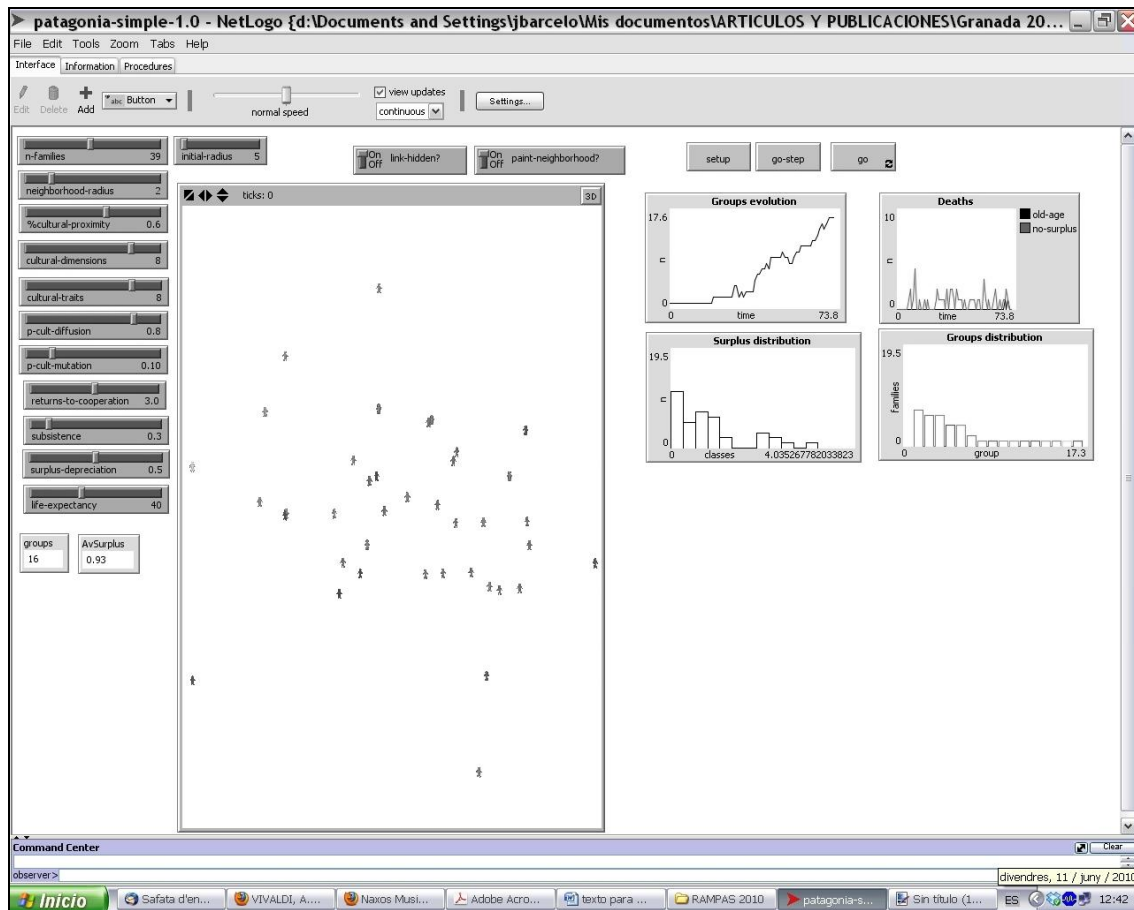 patagonia-simple-1.0 - NetLogo {d:\Documents and Settings\jbarcelo\Mis documentos\ARTICULOS Y PUBLICACIONES\Granada 20...
File Edit Tools Zoom Tabs Help
Interface Information Procedures
Edit Delete Add abc Button normal speed view updates continuous Settings...
n-families 39
initial-radius 5
On Off link-hidden?
On Off paint-neighborhood?
setup go-step go
neighborhood-radius 2
%cultural-proximity 0.6
cultural-dimensions 8
cultural-traits 8
p-cult-diffusion 0.8
p-cult-mutation 0.10
returns-to-cooperation 3.0
subsistence 0.3
surplus-depreciation 0.5
life-expectancy 40
groups
16
AvSurplus
0.93
ticks: 0 3D
Groups evolution
17.6
n
0
0 time 73.8
Deaths
10
n
0
0 time 73.8
old-age
no-surplus
Surplus distribution
19.5
n
0
0 classes 4.035267782033823
Groups distribution
19.5
families
0
0 group 17.3
Command Center Clear
observer>
divendres, 11 / juny / 2010
Inicio Safata d'en... VIVALDI, A.... Naxos Musi... Adobe Acro... texto para ... RAMPAS 2010 patagonia-s... Sin título (1... ES 12:42